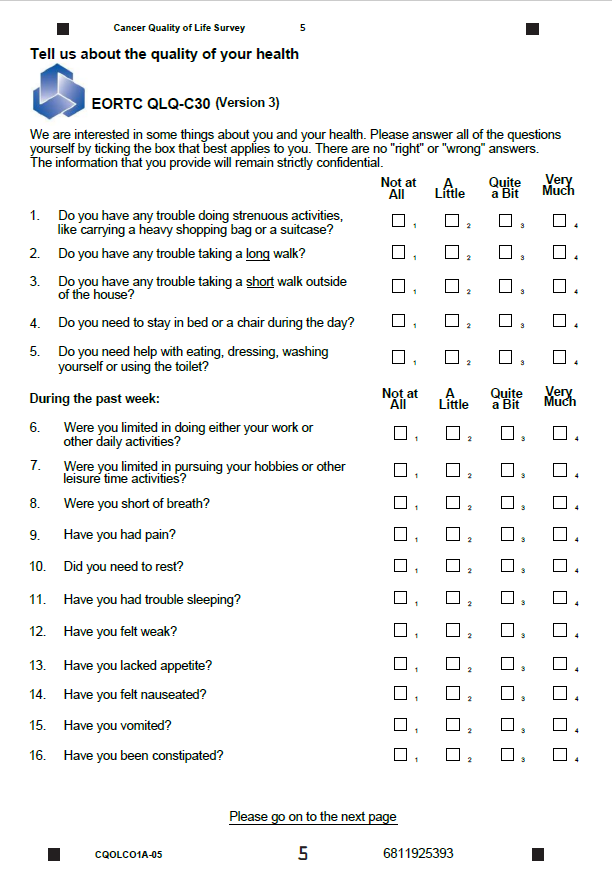 Cancer Quality of Life Survey 5
Tell us about the quality of your health
EORTC QLQ-C30 (Version 3)
We are interested in some things about you and your health. Please answer all of the questions
yourself by ticking the box that best applies to you. There are no "right" or "wrong" answers.
The information that you provide will remain strictly confidential.
Not at All A Little Quite a Bit Very Much
1. Do you have any trouble doing strenuous activities,
like carrying a heavy shopping bag or a suitcase? 1 2 3 4
2. Do you have any trouble taking a long walk? 1 2 3 4
3. Do you have any trouble taking a short walk outside
of the house? 1 2 3 4
4. Do you need to stay in bed or a chair during the day? 1 2 3 4
5. Do you need help with eating, dressing, washing
yourself or using the toilet? 1 2 3 4
During the past week: Not at All A Little Quite a Bit Very Much
6. Were you limited in doing either your work or
other daily activities? 1 2 3 4
7. Were you limited in pursuing your hobbies or other
leisure time activities? 1 2 3 4
8. Were you short of breath? 1 2 3 4
9. Have you had pain? 1 2 3 4
10. Did you need to rest? 1 2 3 4
11. Have you had trouble sleeping? 1 2 3 4
12. Have you felt weak? 1 2 3 4
13. Have you lacked appetite? 1 2 3 4
14. Have you felt nauseated? 1 2 3 4
15. Have you vomited? 1 2 3 4
16. Have you been constipated? 1 2 3 4
Please go on to the next page
CQOLCO1A-05 5 6811925393